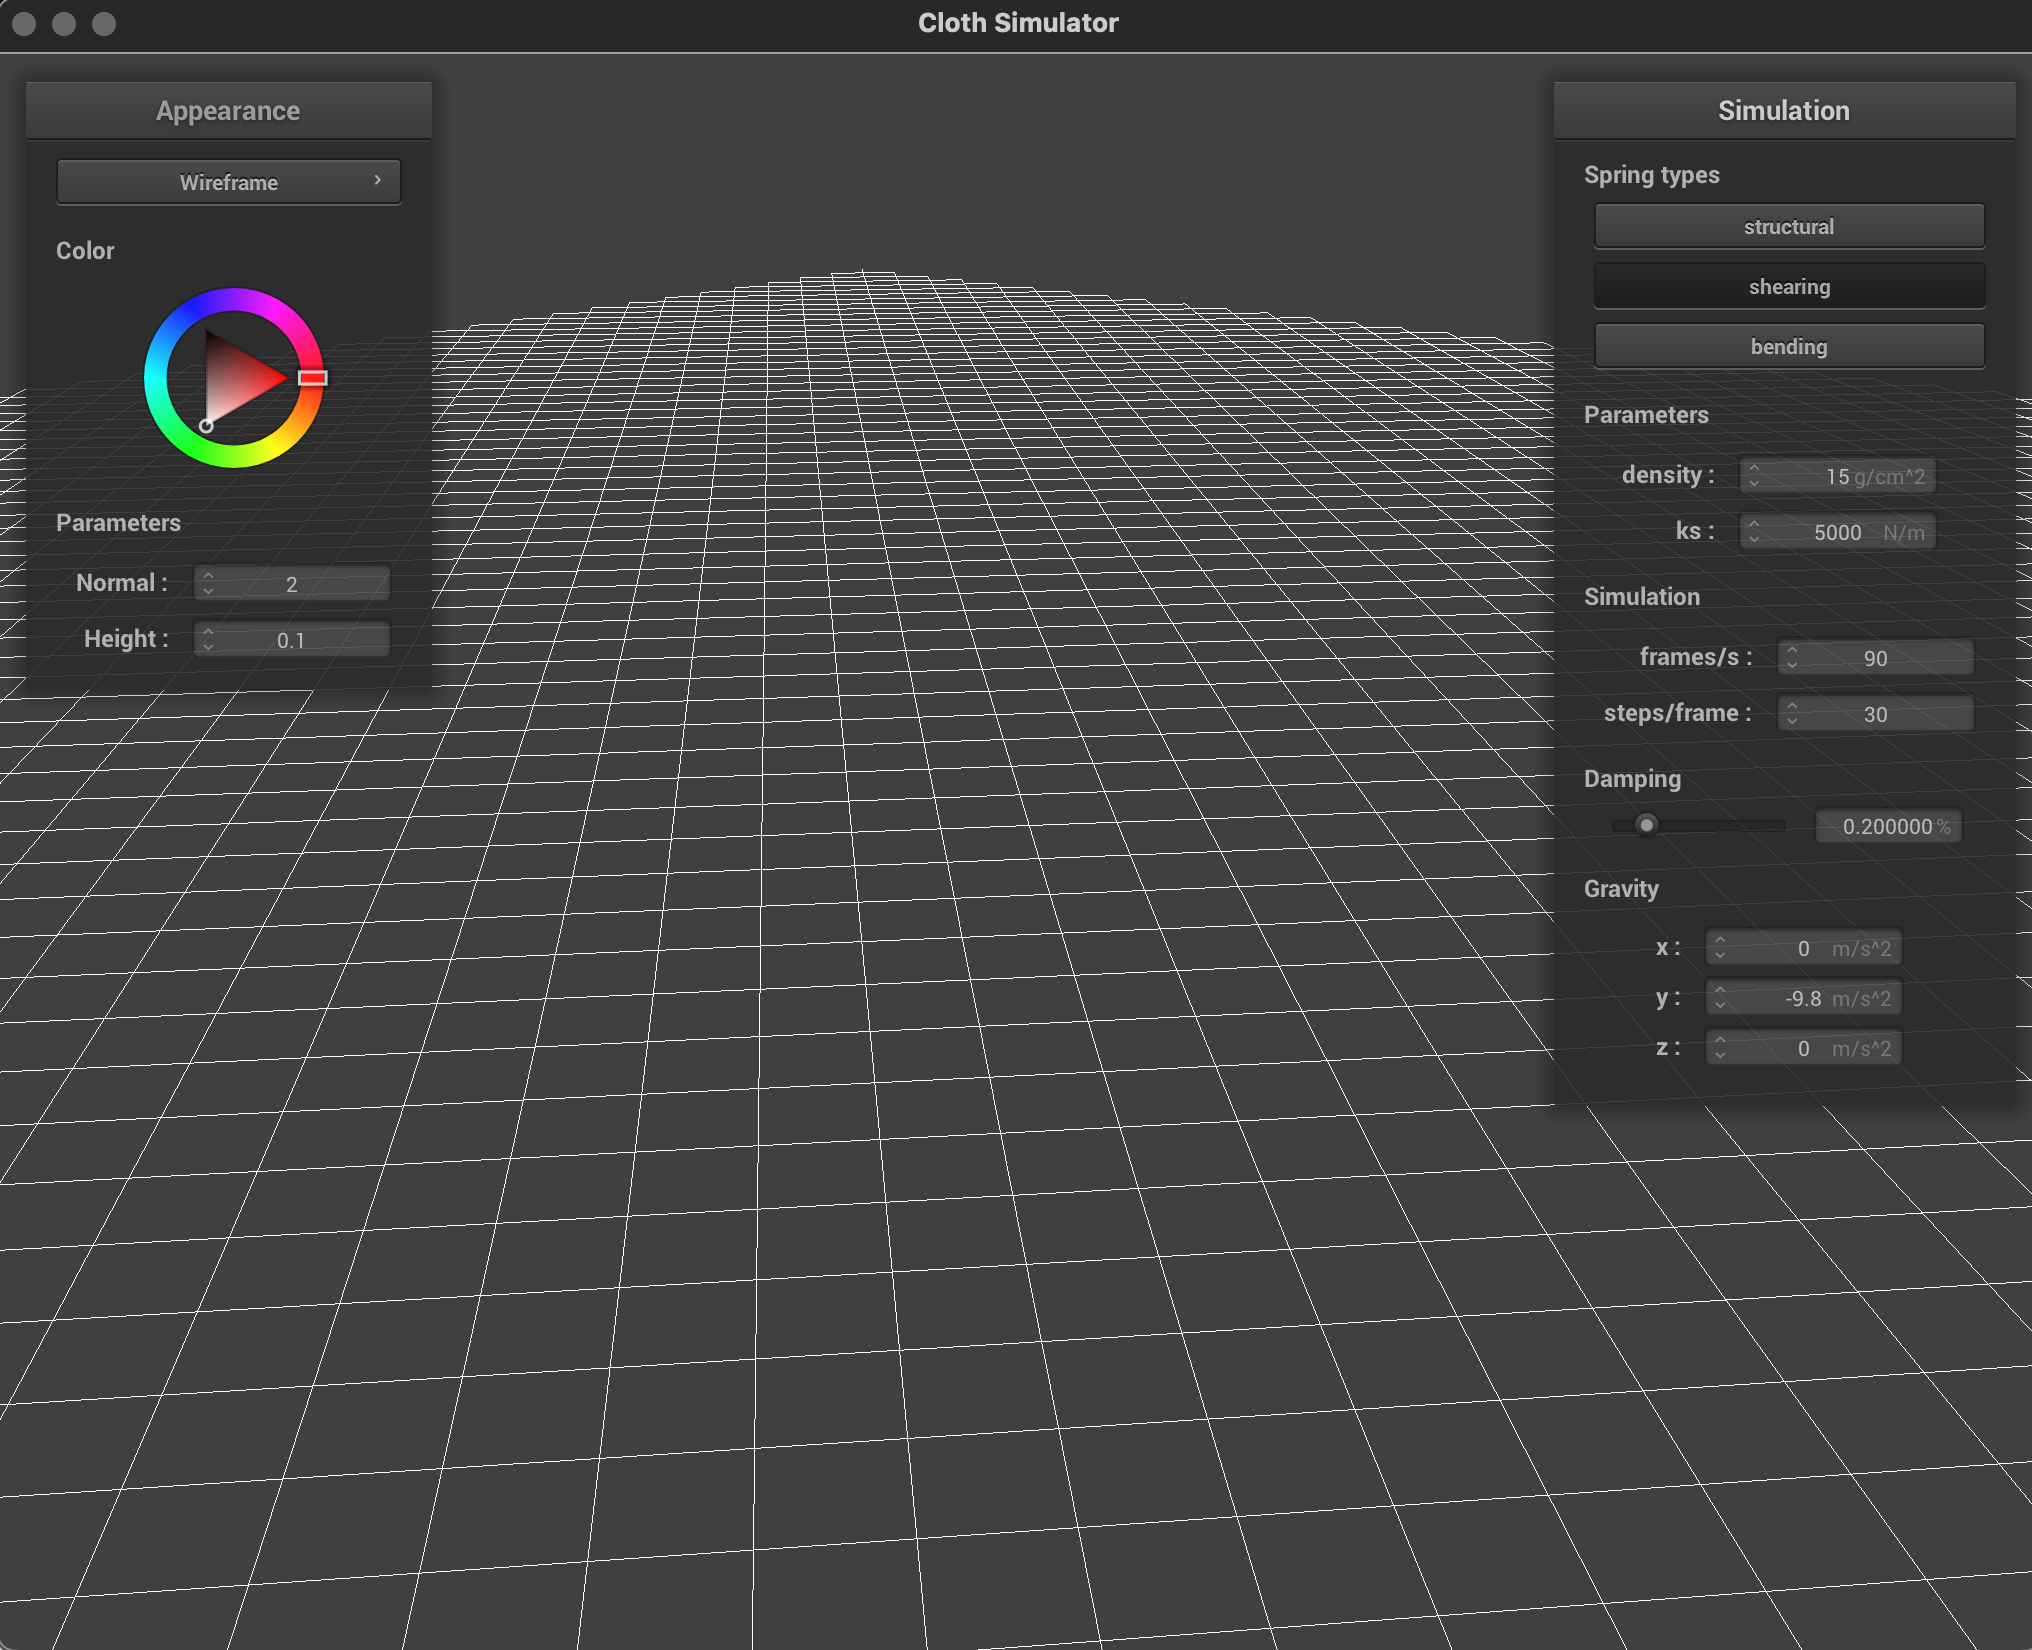 Cloth Simulator
Appearance
Wireframe
Color
Parameters
Normal : 2
Height : 0.1
Simulation
Spring types
structural
shearing
bending
Parameters
density : 15 g/cm^2
ks : 5000 N/m
Simulation
frames/s : 90
steps/frame : 30
Damping
0.200000 %
Gravity
x : 0 m/s^2
y : -9.8 m/s^2
z : 0 m/s^2